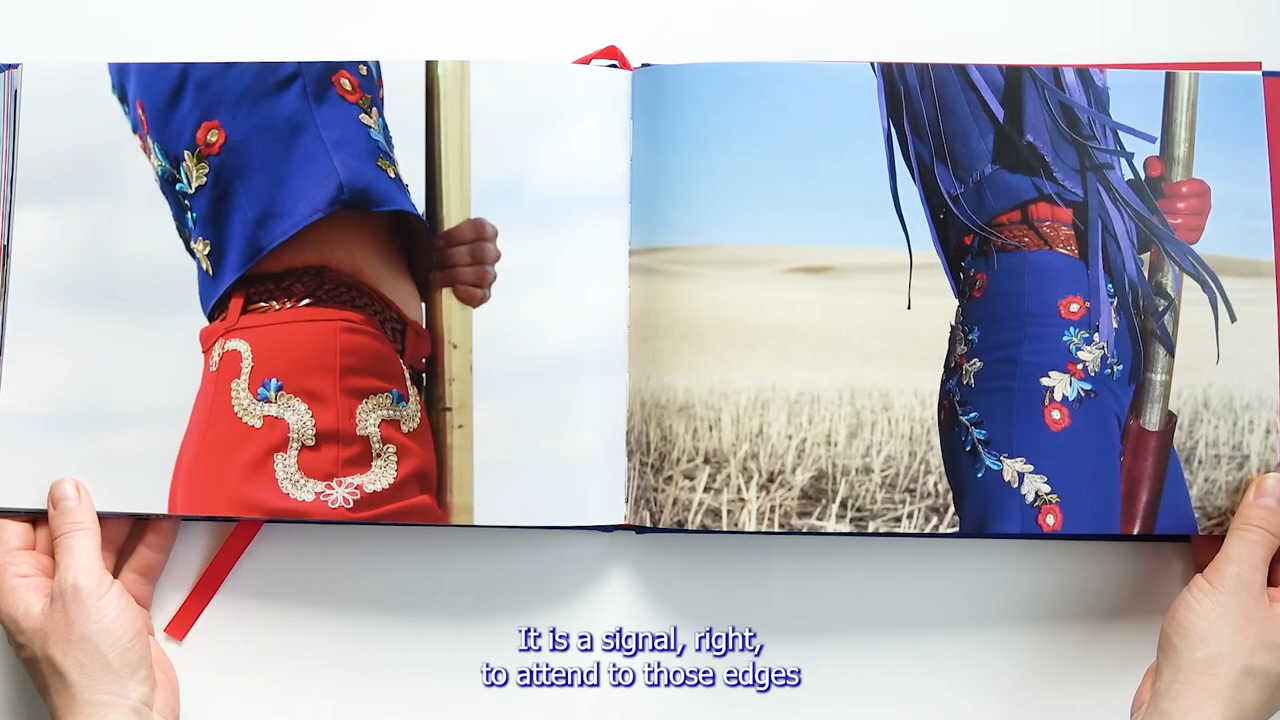 It is a signal, right,
to attend to those edges